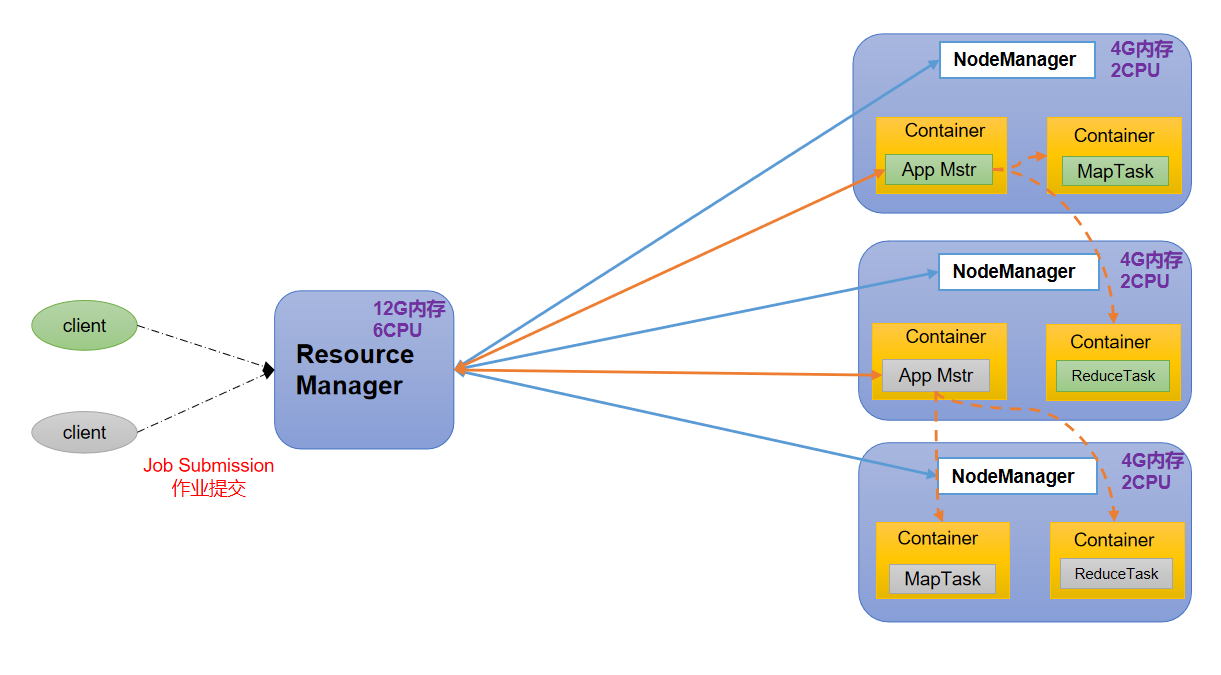 client
client
Job Submission
作业提交
12G内存
6CPU
Resource
Manager
NodeManager
4G内存
2CPU
Container
App Mstr
Container
MapTask
NodeManager
4G内存
2CPU
Container
App Mstr
Container
ReduceTask
NodeManager
4G内存
2CPU
Container
MapTask
Container
ReduceTask